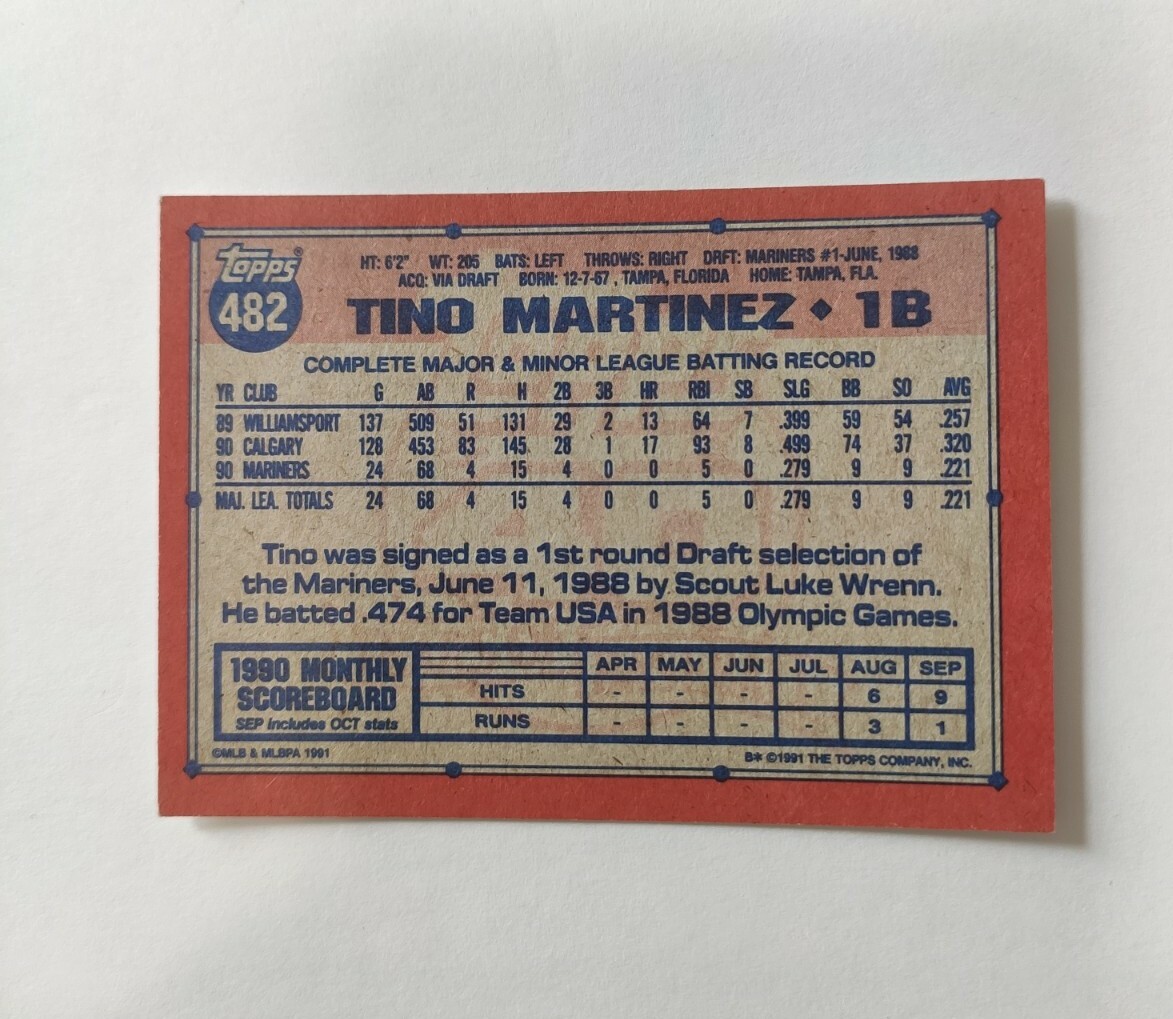 Topps®
482
HT: 6'2" WT: 205 BATS: LEFT THROWS: RIGHT DRFT: MARINERS #1-JUNE, 1988
ACQ: VIA DRAFT BORN: 12-7-67 , TAMPA, FLORIDA HOME: TAMPA, FLA.
TINO MARTINEZ ◆ 1B
COMPLETE MAJOR & MINOR LEAGUE BATTING RECORD
YR CLUB G AB R H 2B 3B HR RBI SB SLG BB SO AVG
89 WILLIAMSPORT 137 509 51 131 29 2 13 64 7 .399 59 54 .257
90 CALGARY 128 453 83 145 28 1 17 93 8 .499 74 37 .320
90 MARINERS 24 68 4 15 4 0 0 5 0 .279 9 9 .221
MAJ. LEA. TOTALS 24 68 4 15 4 0 0 5 0 .279 9 9 .221
Tino was signed as a 1st round Draft selection of
the Mariners, June 11, 1988 by Scout Luke Wrenn.
He batted .474 for Team USA in 1988 Olympic Games.
1990 MONTHLY
SCOREBOARD
SEP includes OCT stats
APR MAY JUN JUL AUG SEP
HITS - - - - 6 9
RUNS - - - - 3 1
©MLB & MLBPA 1991
B* ©1991 THE TOPPS COMPANY, INC.